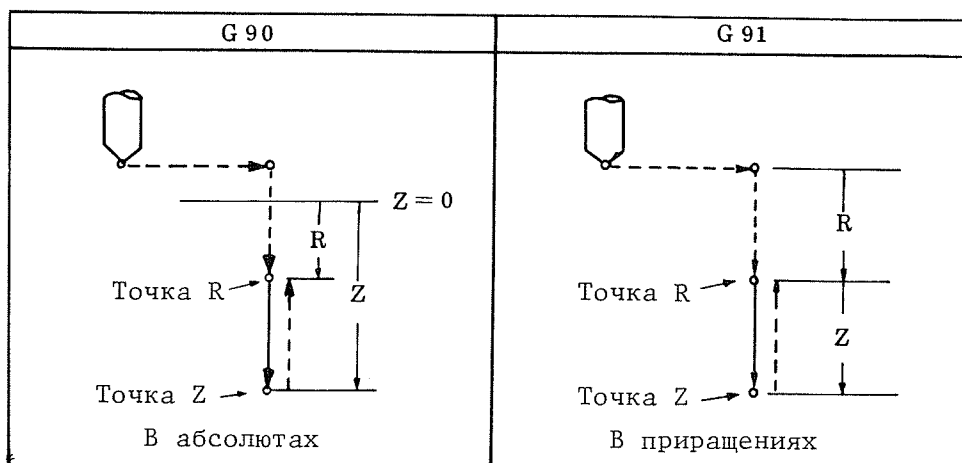 G 90
G 91
Z = 0
R
Z
Точка R
Точка Z
В абсолютах
R
Z
Точка R
Точка Z
В приращениях